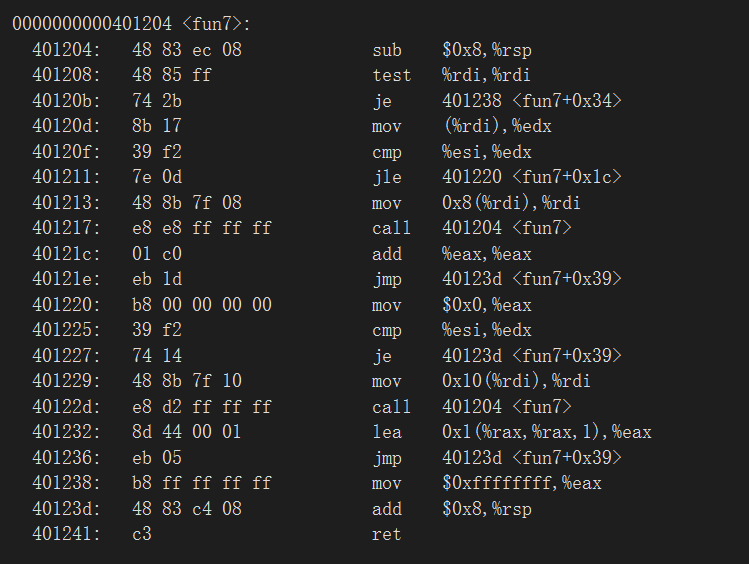 0000000000401204 <fun7>:
401204: 48 83 ec 08 sub $0x8,%rsp
401208: 48 85 ff test %rdi,%rdi
40120b: 74 2b je 401238 <fun7+0x34>
40120d: 8b 17 mov (%rdi),%edx
40120f: 39 f2 cmp %esi,%edx
401211: 7e 0d jle 401220 <fun7+0x1c>
401213: 48 8b 7f 08 mov 0x8(%rdi),%rdi
401217: e8 e8 ff ff ff call 401204 <fun7>
40121c: 01 c0 add %eax,%eax
40121e: eb 1d jmp 40123d <fun7+0x39>
401220: b8 00 00 00 00 mov $0x0,%eax
401225: 39 f2 cmp %esi,%edx
401227: 74 14 je 40123d <fun7+0x39>
401229: 48 8b 7f 10 mov 0x10(%rdi),%rdi
40122d: e8 d2 ff ff ff call 401204 <fun7>
401232: 8d 44 00 01 lea 0x1(%rax,%rax,1),%eax
401236: eb 05 jmp 40123d <fun7+0x39>
401238: b8 ff ff ff ff mov $0xffffffff,%eax
40123d: 48 83 c4 08 add $0x8,%rsp
401241: c3 ret